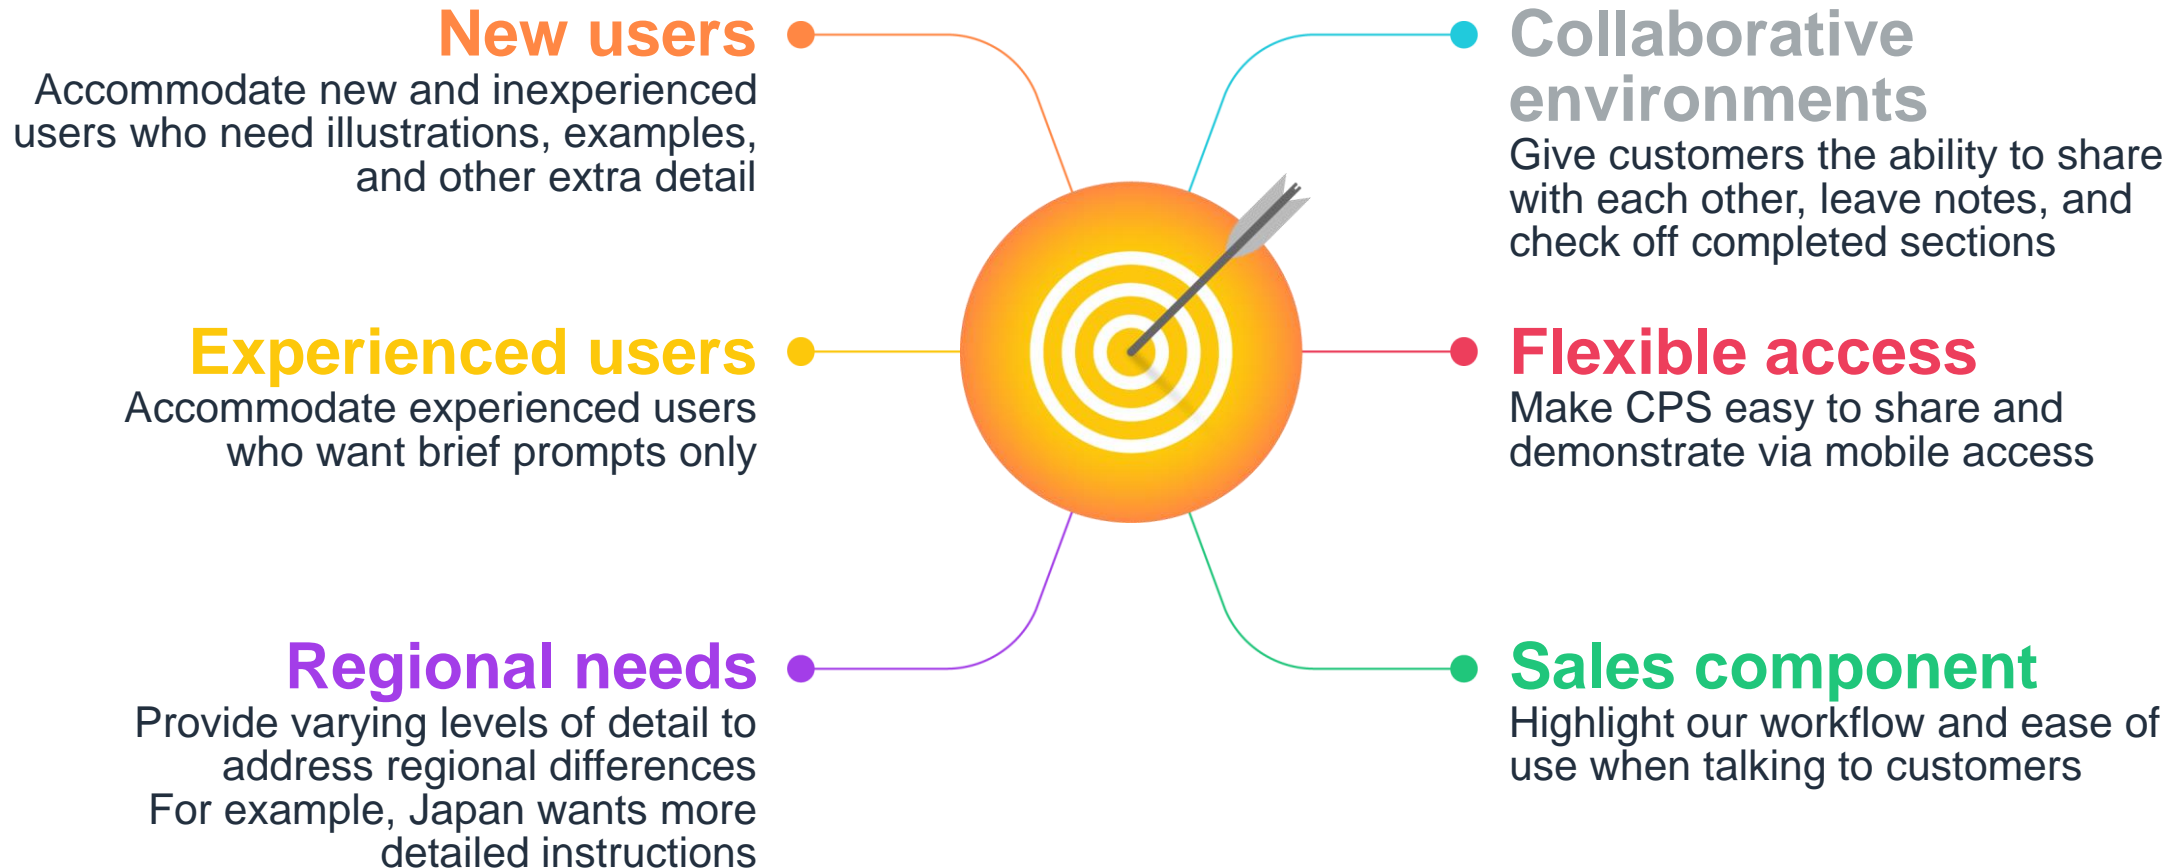 New users
Accommodate new and inexperienced
users who need illustrations, examples,
and other extra detail
Experienced users
Accommodate experienced users
who want brief prompts only
Regional needs
Provide varying levels of detail to
address regional differences
For example, Japan wants more
detailed instructions
Collaborative
environments
Give customers the ability to share
with each other, leave notes, and
check off completed sections
Flexible access
Make CPS easy to share and
demonstrate via mobile access
Sales component
Highlight our workflow and ease of
use when talking to customers